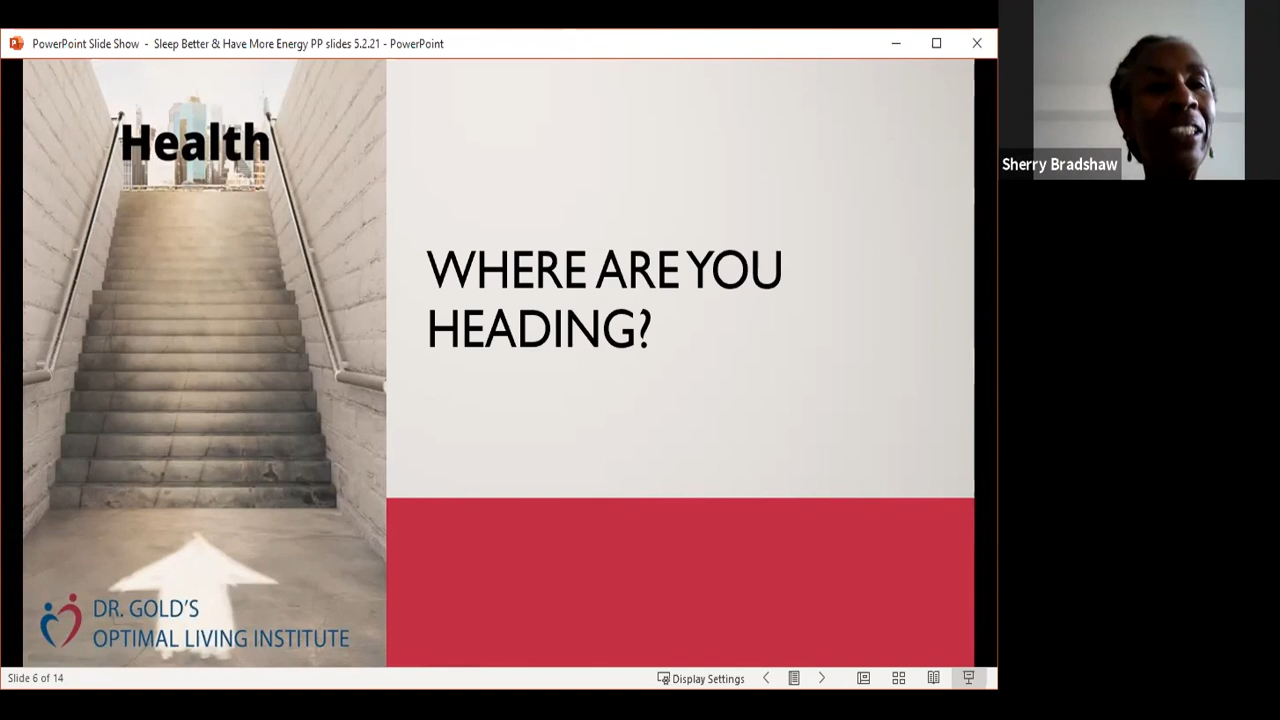 PowerPoint Slide Show - Sleep Better & Have More Energy PP slides 5.2.21 - PowerPoint
Health
WHERE ARE YOU
HEADING?
DR. GOLD'S
OPTIMAL LIVING INSTITUTE
Sherry Bradshaw
Slide 6 of 14
Display Settings